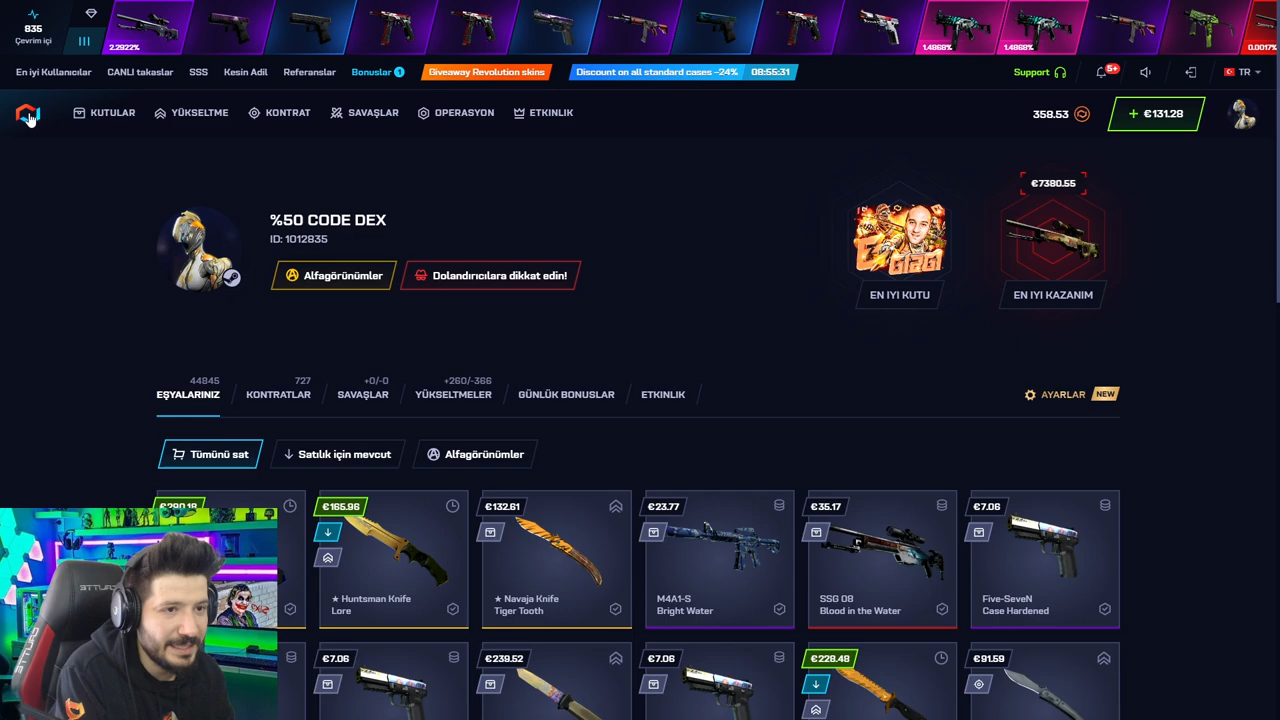 835
Çevrim içi
2.2922%
1.4868%
1.4868%
0.0017%
En iyi Kullanıcılar
CANLI takaslar
SSS
Kesin Adil
Referanslar
Bonuslar 1
Giveaway Revolution skins
Discount on all standard cases -24% 08:55:31
Support
5+
TR
KUTULAR
YÜKSELTME
KONTRAT
SAVAŞLAR
OPERASYON
ETKINLIK
358.53
+ €131.28
%50 CODE DEX
ID: 1012835
Alfagörünümler
Dolandırıcılara dikkat edin!
€7380.55
EN IYI KUTU
EN IYI KAZANIM
44845
EŞYALARINIZ
727
KONTRATLAR
+0/-0
SAVAŞLAR
+260/-366
YÜKSELTMELER
GÜNLÜK BONUSLAR
ETKINLIK
AYARLAR NEW
Tümünü sat
Satılık için mevcut
Alfagörünümler
€165.96
★ Huntsman Knife
Lore
€132.61
★ Navaja Knife
Tiger Tooth
€23.77
M4A1-S
Bright Water
€35.17
SSG 08
Blood in the Water
€7.06
Five-SeveN
Case Hardened
€7.06
€239.52
€7.06
€228.48
€91.59